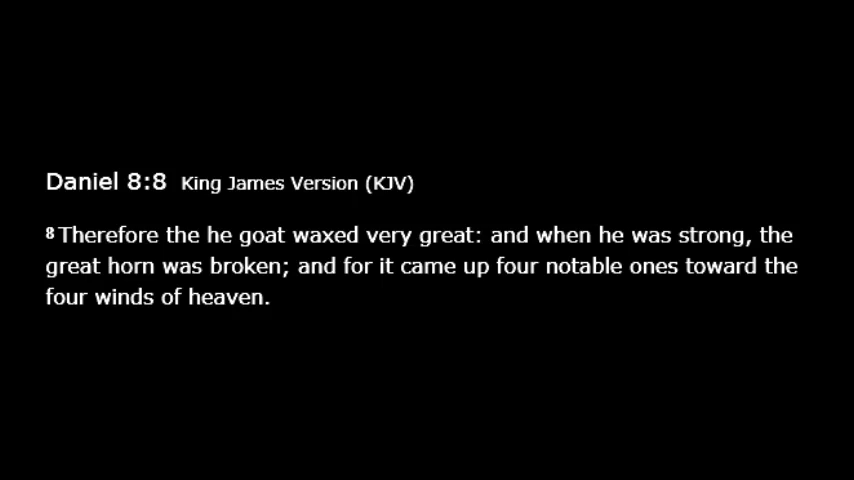 Daniel 8:8 King James Version (KJV)
8 Therefore the he goat waxed very great: and when he was strong, the
great horn was broken; and for it came up four notable ones toward the
four winds of heaven.